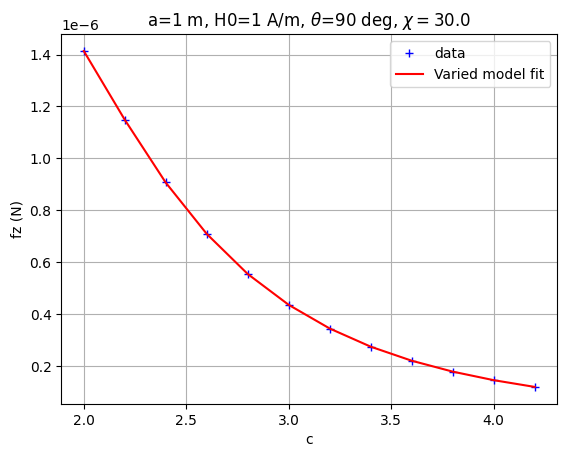 a=1 m, H0=1 A/m, θ=90 deg, χ = 30.0
1e−6
1.4
1.2
1.0
0.8
0.6
0.4
0.2
fz (N)
data
Varied model fit
2.0 2.5 3.0 3.5 4.0
c